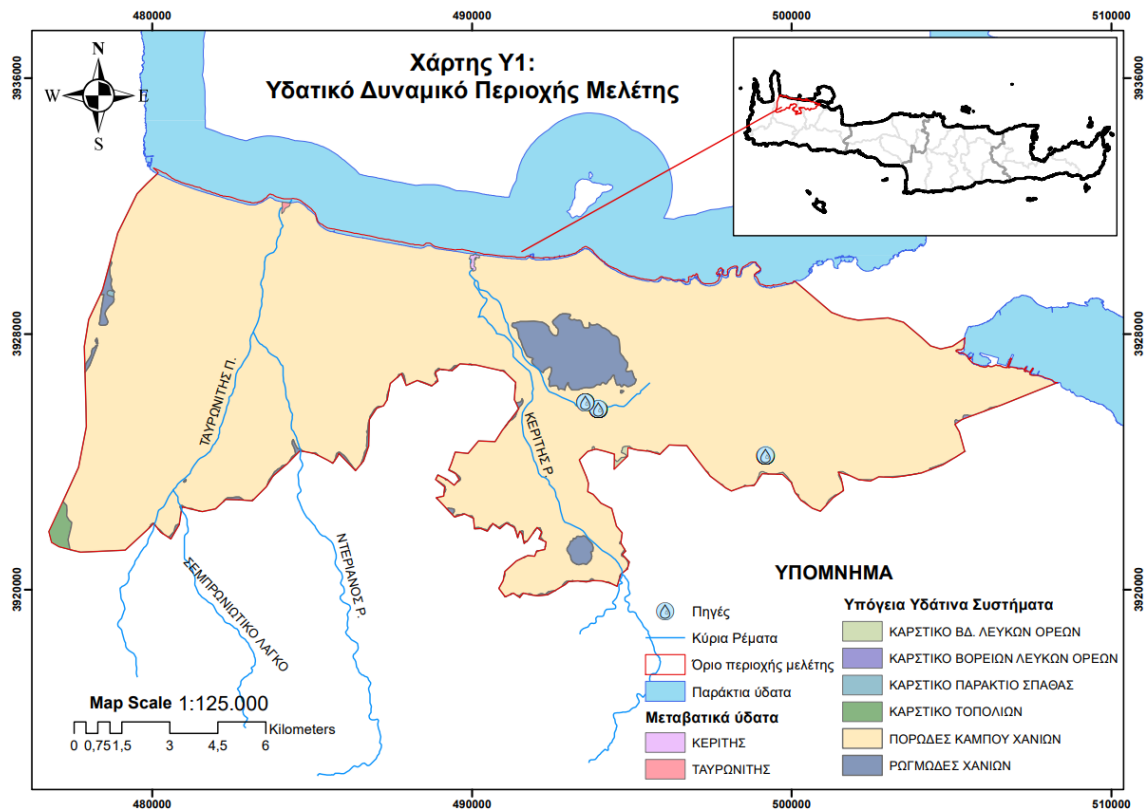 480000 490000 500000 510000
Χάρτης Υ1:
Υδατικό Δυναμικό Περιοχής Μελέτης
N
W E
S
3936000 3936000
3928000 3928000
3920000 3920000
ΤΑΥΡΩΝΙΤΗΣ Π.
ΚΕΡΙΤΗΣ Ρ.
ΝΤΕΡΙΑΝΟΣ Ρ.
ΣΕΜΠΡΩΝΙΩΤΙΚΟ ΛΑΓΚΟ
Map Scale 1:125.000
Kilometers
0 0,75 1,5 3 4,5 6
ΥΠΟΜΝΗΜΑ
Πηγές
Κύρια Ρέματα
Όριο περιοχής μελέτης
Παράκτια ύδατα
Μεταβατικά ύδατα
ΚΕΡΙΤΗΣ
ΤΑΥΡΩΝΙΤΗΣ
Υπόγεια Υδάτινα Συστήματα
ΚΑΡΣΤΙΚΟ ΒΔ. ΛΕΥΚΩΝ ΟΡΕΩΝ
ΚΑΡΣΤΙΚΟ ΒΟΡΕΙΩΝ ΛΕΥΚΩΝ ΟΡΕΩΝ
ΚΑΡΣΤΙΚΟ ΠΑΡΑΚΤΙΟ ΣΠΑΘΑΣ
ΚΑΡΣΤΙΚΟ ΤΟΠΟΛΙΩΝ
ΠΟΡΩΔΕΣ ΚΑΜΠΟΥ ΧΑΝΙΩΝ
ΡΩΓΜΩΔΕΣ ΧΑΝΙΩΝ
480000 490000 500000 510000